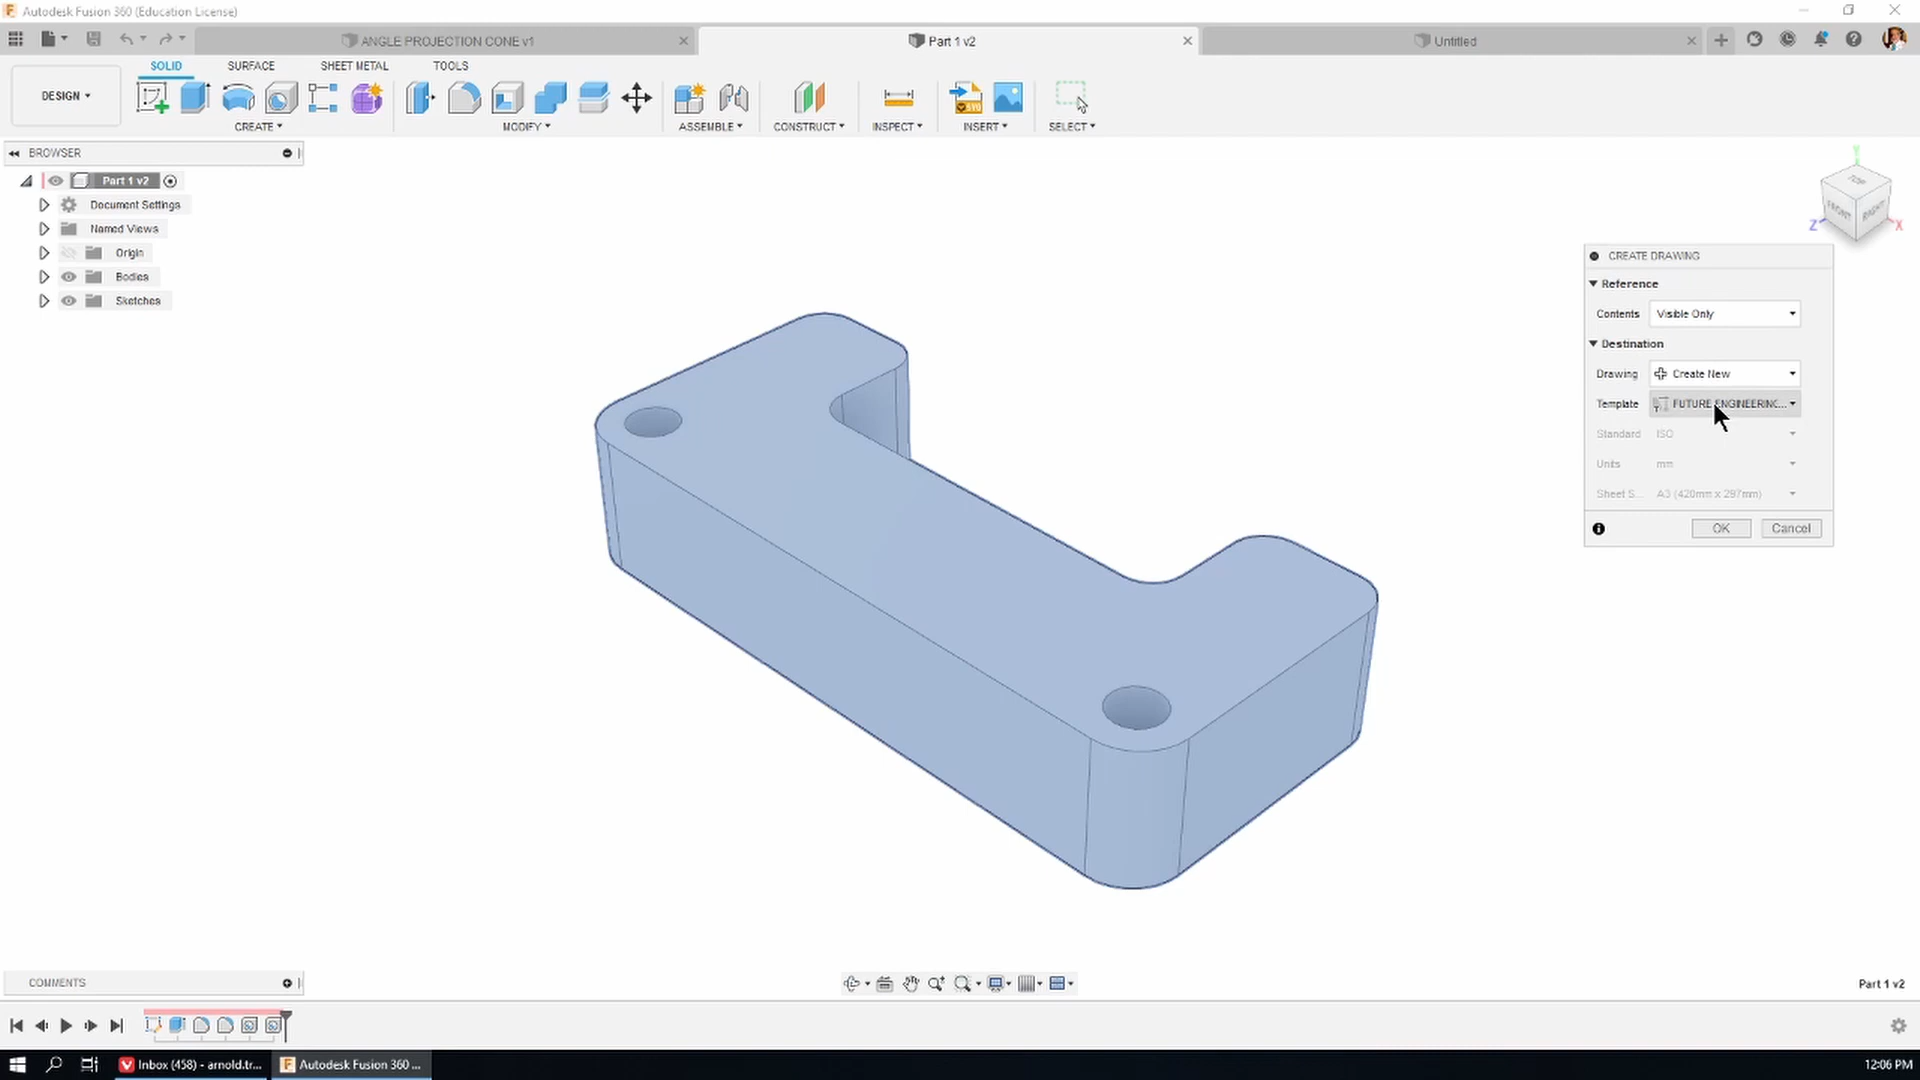 Autodesk Fusion 360 (Education License)
ANGLE PROJECTION CONE v1
Part 1 v2
Untitled
SOLID
SURFACE
SHEET METAL
TOOLS
DESIGN
CREATE
MODIFY
ASSEMBLE
CONSTRUCT
INSPECT
INSERT
SELECT
BROWSER
Part 1 v2
Document Settings
Named Views
Origin
Bodies
Sketches
Y
TOP
FRONT
RIGHT
Z
X
CREATE DRAWING
Reference
Contents
Visible Only
Destination
Drawing
Create New
Template
FUTURE ENGINEERING...
Standard
ISO
Units
mm
Sheet S...
A3 (420mm x 297mm)
OK
Cancel
COMMENTS
Part 1 v2
Inbox (458) - arnold.tr...
Autodesk Fusion 360 ...
12:06 PM